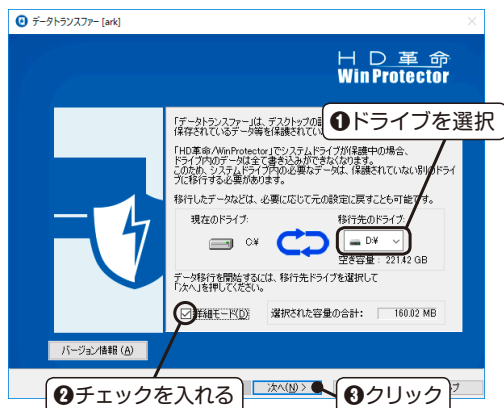 データトランスファー [ark]
HD革命
WinProtector
「データトランスファー」は、デスクトップの
保存されているデータ等を保護されてい
❶ドライブを選択
「HD革命/WinProtector」でシステムドライブが保護中の場合、
ドライブ内のデータは全て書き込みができなくなります。
このため、システムドライブ内の必要なデータは、保護されていない別のドライ
ブに移行する必要があります。
移行したデータなどは、必要に応じて元の設定に戻すことも可能です。
現在のドライブ: 移行先のドライブ:
C:¥ D:¥
空き容量: 221.42 GB
データ移行を開始するには、移行先ドライブを選択して
「次へ」を押してください。
詳細モード(D) 選択された容量の合計: 160.02 MB
バージョン情報 (A)
次へ(N) >
❷チェックを入れる
❸クリック